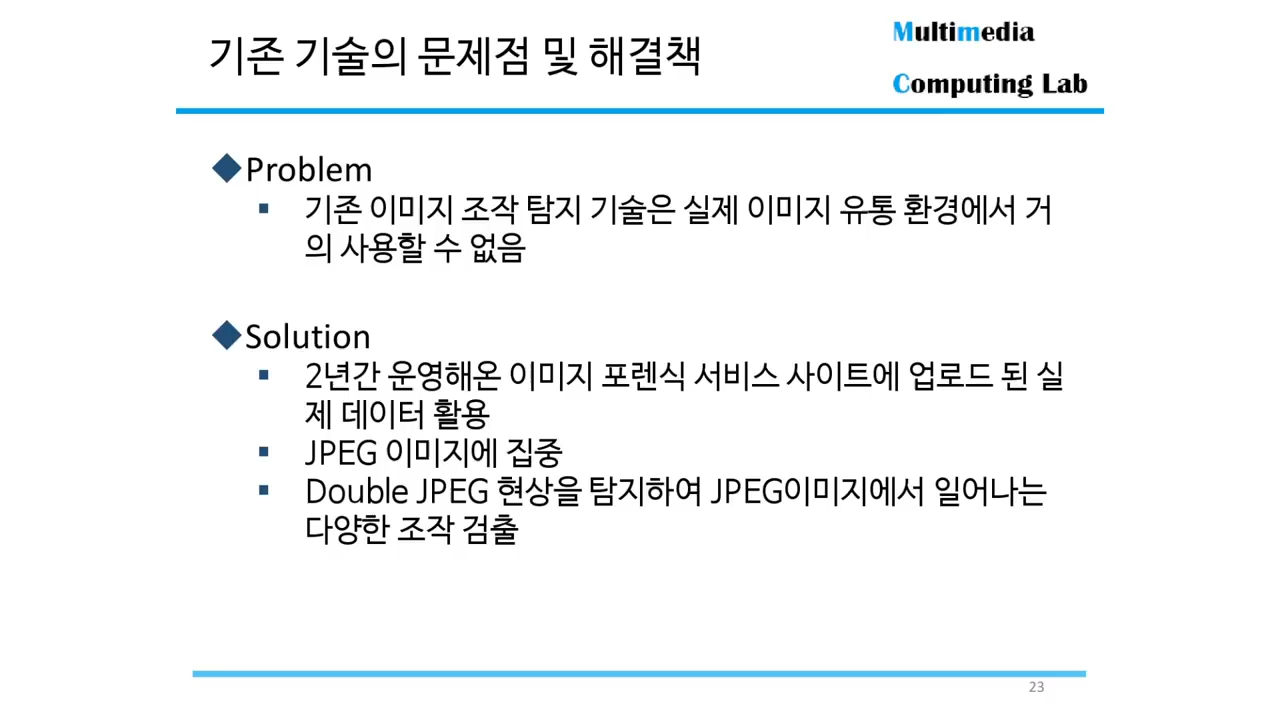 기존 기술의 문제점 및 해결책
Multimedia
Computing Lab
Problem
기존 이미지 조작 탐지 기술은 실제 이미지 유통 환경에서 거
의 사용할 수 없음
Solution
2년간 운영해온 이미지 포렌식 서비스 사이트에 업로드 된 실
제 데이터 활용
JPEG 이미지에 집중
Double JPEG 현상을 탐지하여 JPEG이미지에서 일어나는
다양한 조작 검출
23